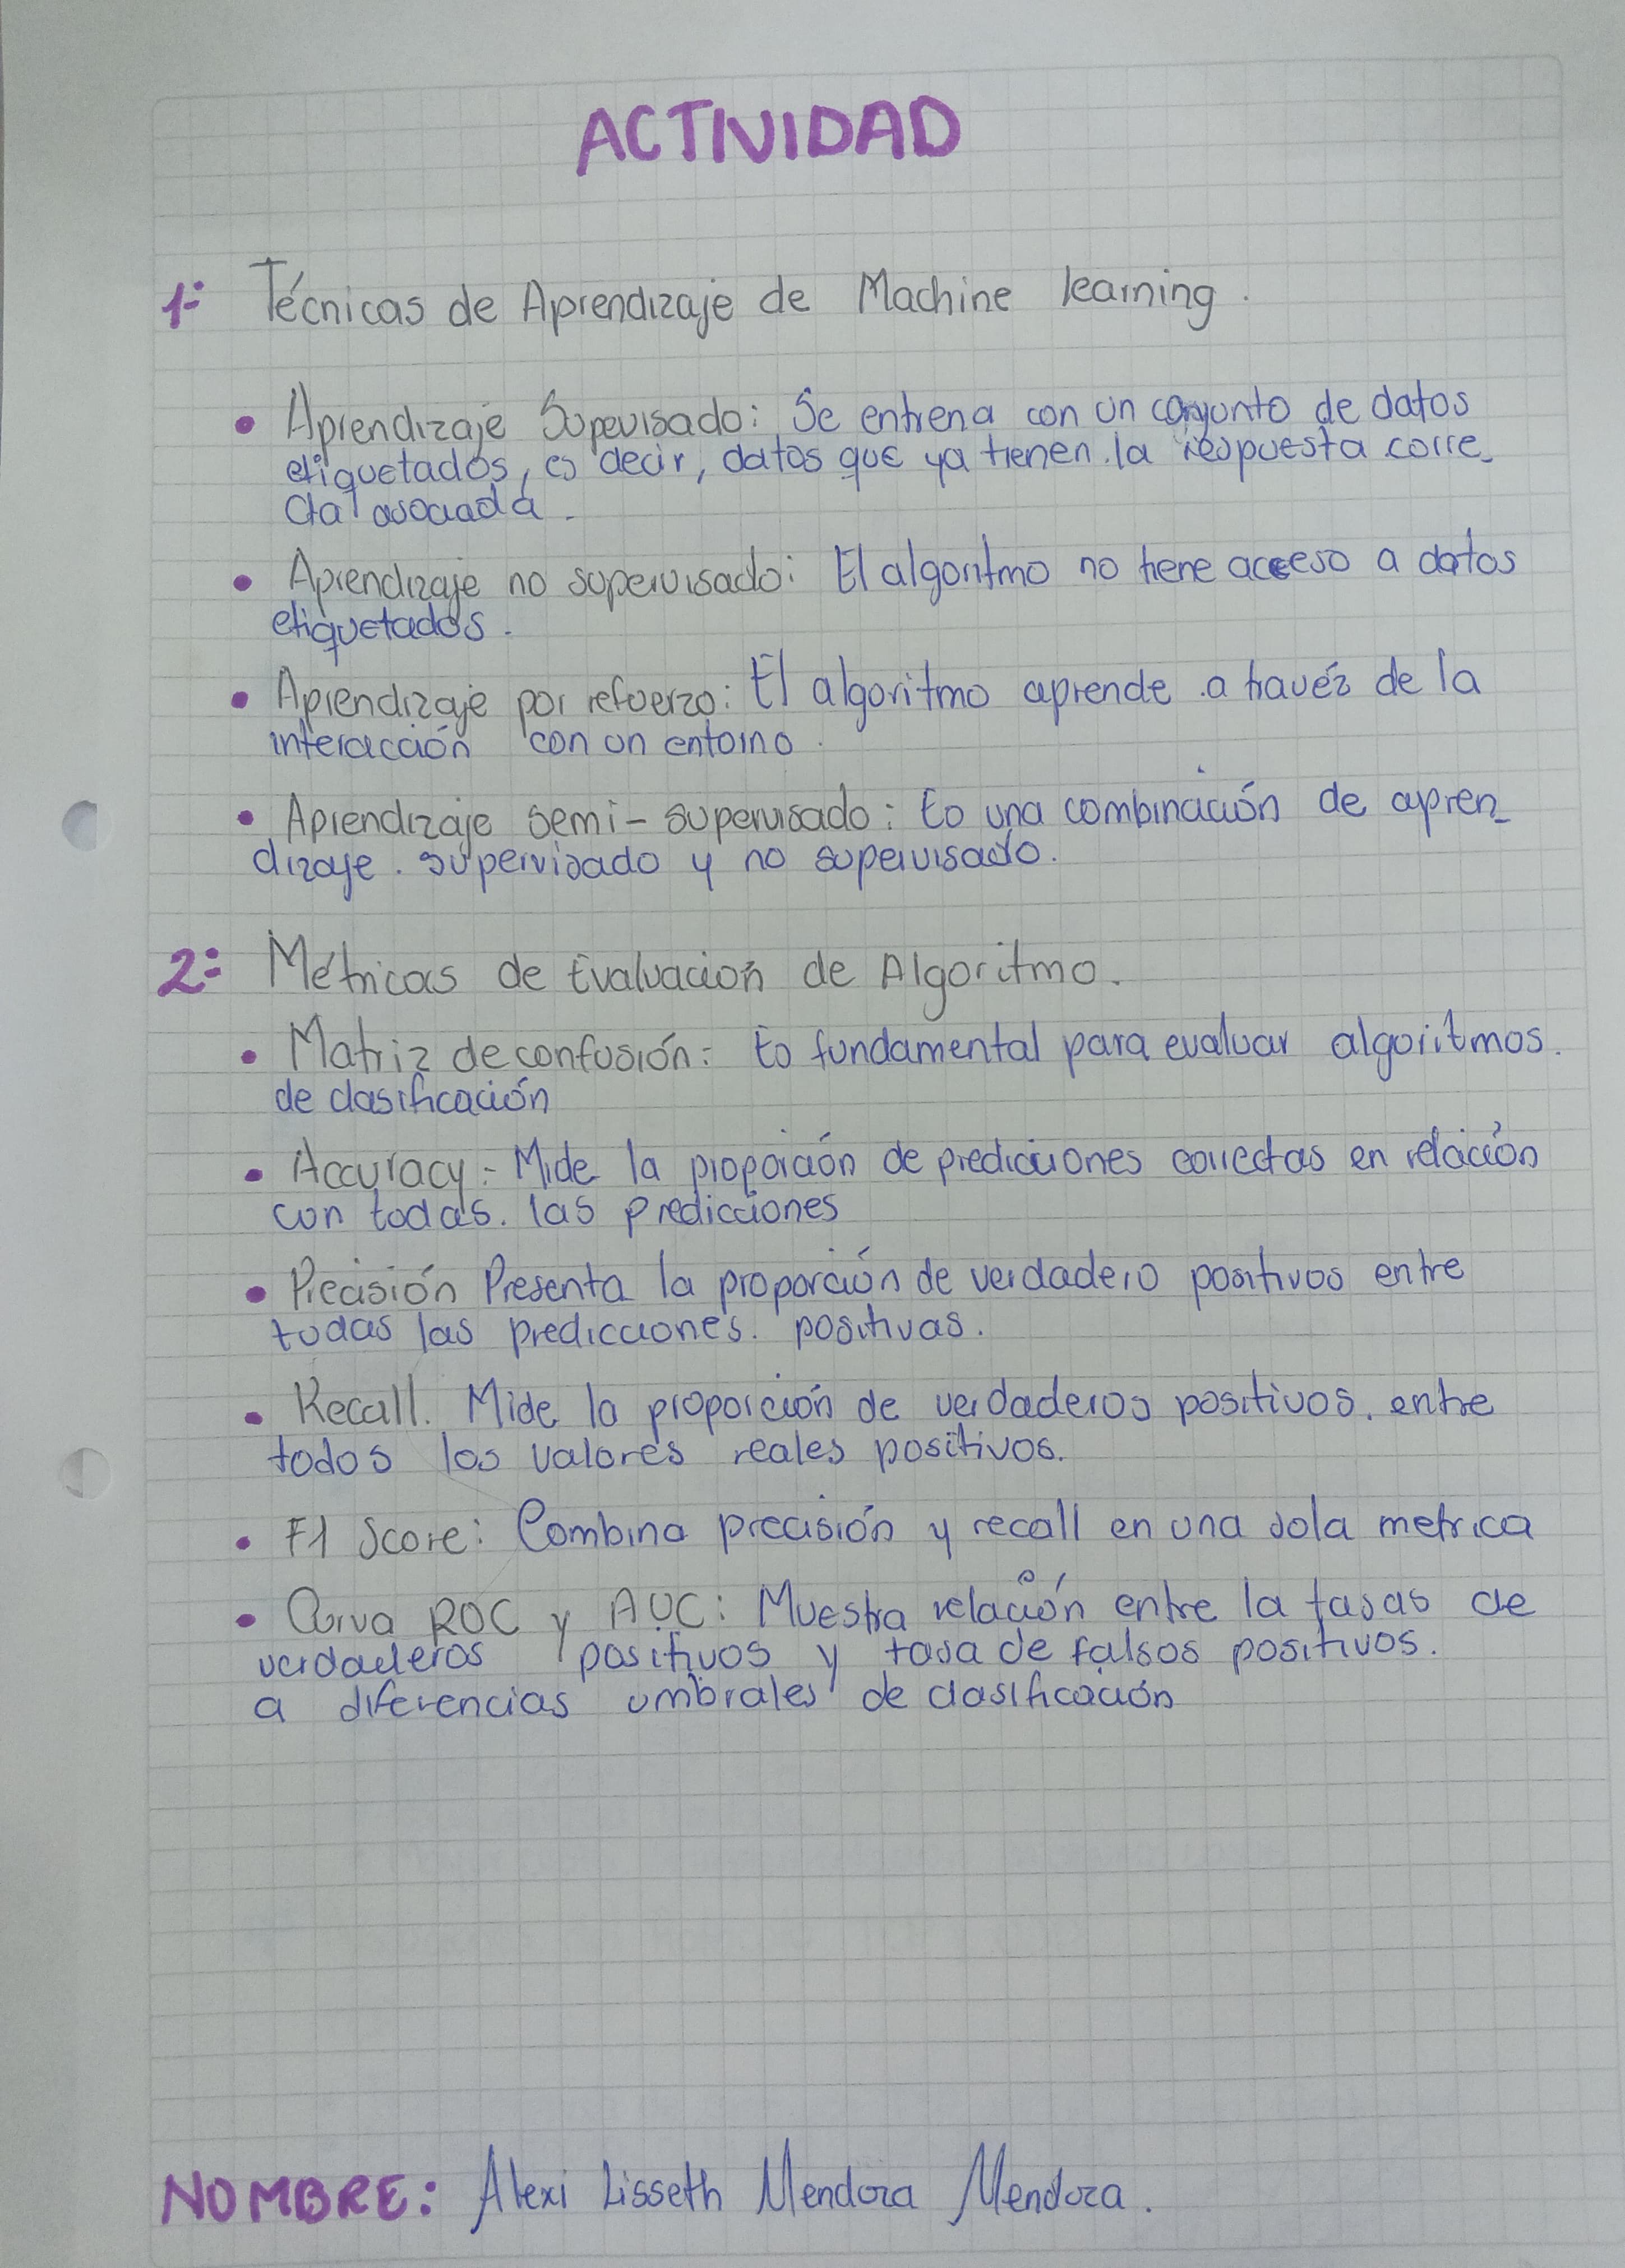 ACTIVIDAD
1-: Técnicas de Aprendizaje de Machine learning.
• Aprendizaje Supevisado: Se entrena con un conjunto de datos
etiquetados, es decir, datos que ya tienen la respuesta corre-
cta asociada.
• Aprendizaje no supervisado: El algoritmo no tiene acceso a datos
etiquetados.
• Aprendizaje por refuerzo: El algoritmo aprende a través de la
interacción con un entorno.
• Aprendizaje semi-supervisado: Es una combinación de apren-
dizaje. supervisado y no supervisado.
2-: Métricas de Evaluación de Algoritmo.
• Matriz de confusión: Es fundamental para evaluar algoritmos.
de clasificación
• Accuracy: Mide la proporción de predicciones correctas en relación
con todas. las predicciones
• Precisión Presenta la proporción de verdadero positivos entre
todas las predicciones. positivas.
• Recall. Mide la proporción de verdaderos positivos. entre
todos los valores reales positivos.
• F1 Score: Combina precisión y recall en una sola metrica
• Curva ROC y AUC: Muestra relación entre la tasas de
verdaderos positivos y tasa de falsos positivos.
a diferencias umbrales de clasificación
NOMBRE: Alexi Lisseth Mendoza Mendoza.